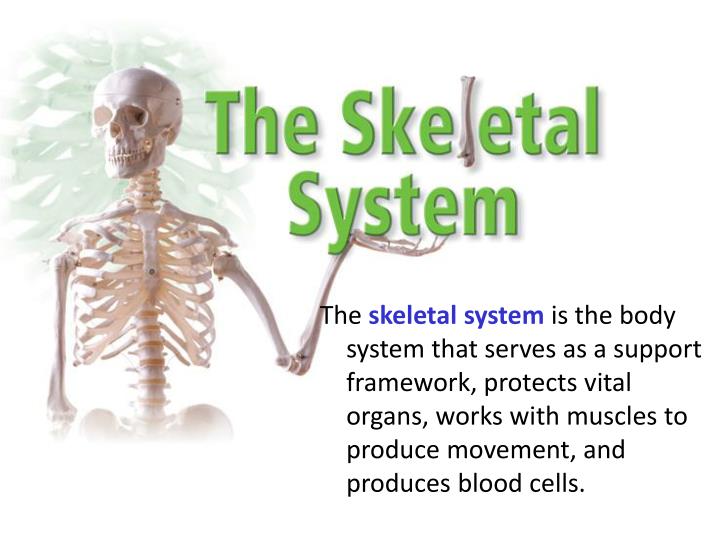 The Skeletal
System
The skeletal system is the body
system that serves as a support
framework, protects vital
organs, works with muscles to
produce movement, and
produces blood cells.